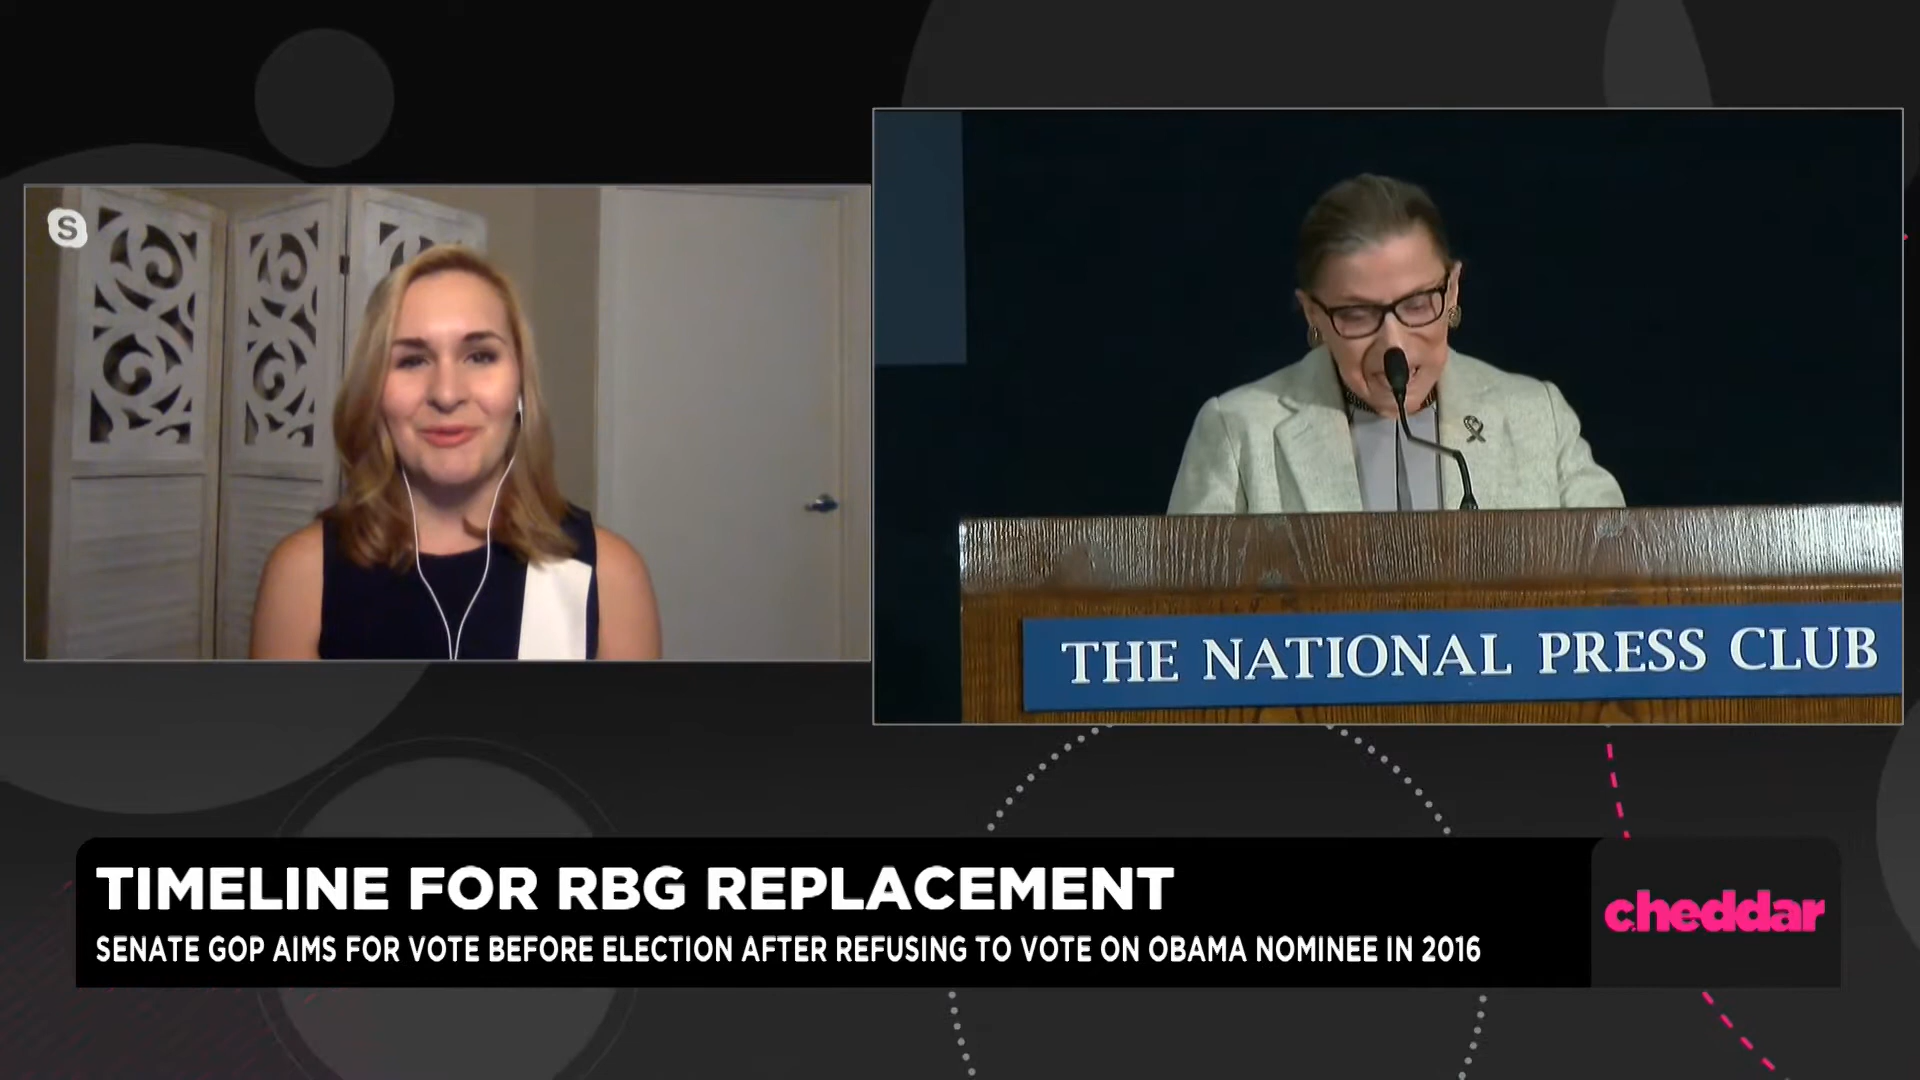 S
THE NATIONAL PRESS CLUB
TIMELINE FOR RBG REPLACEMENT
SENATE GOP AIMS FOR VOTE BEFORE ELECTION AFTER REFUSING TO VOTE ON OBAMA NOMINEE IN 2016
cheddar